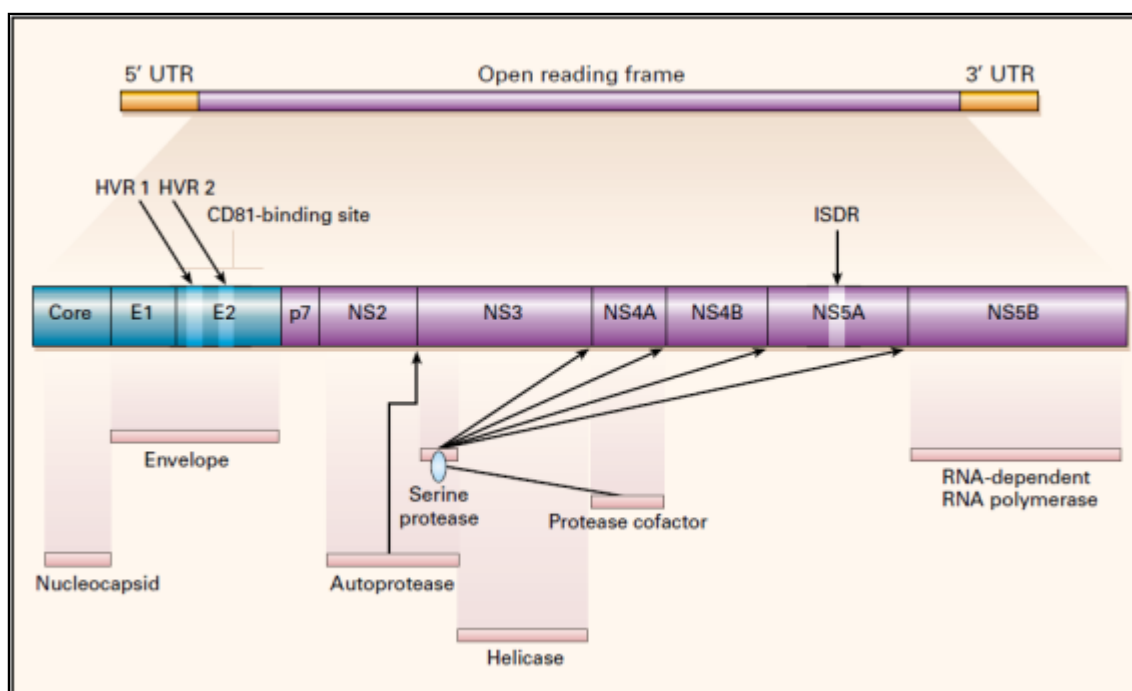 5′ UTR
Open reading frame
3′ UTR
HVR 1 HVR 2
CD81-binding site
ISDR
Core
E1
E2
p7
NS2
NS3
NS4A
NS4B
NS5A
NS5B
Envelope
Serine
protease
Protease cofactor
RNA-dependent
RNA polymerase
Nucleocapsid
Autoprotease
Helicase